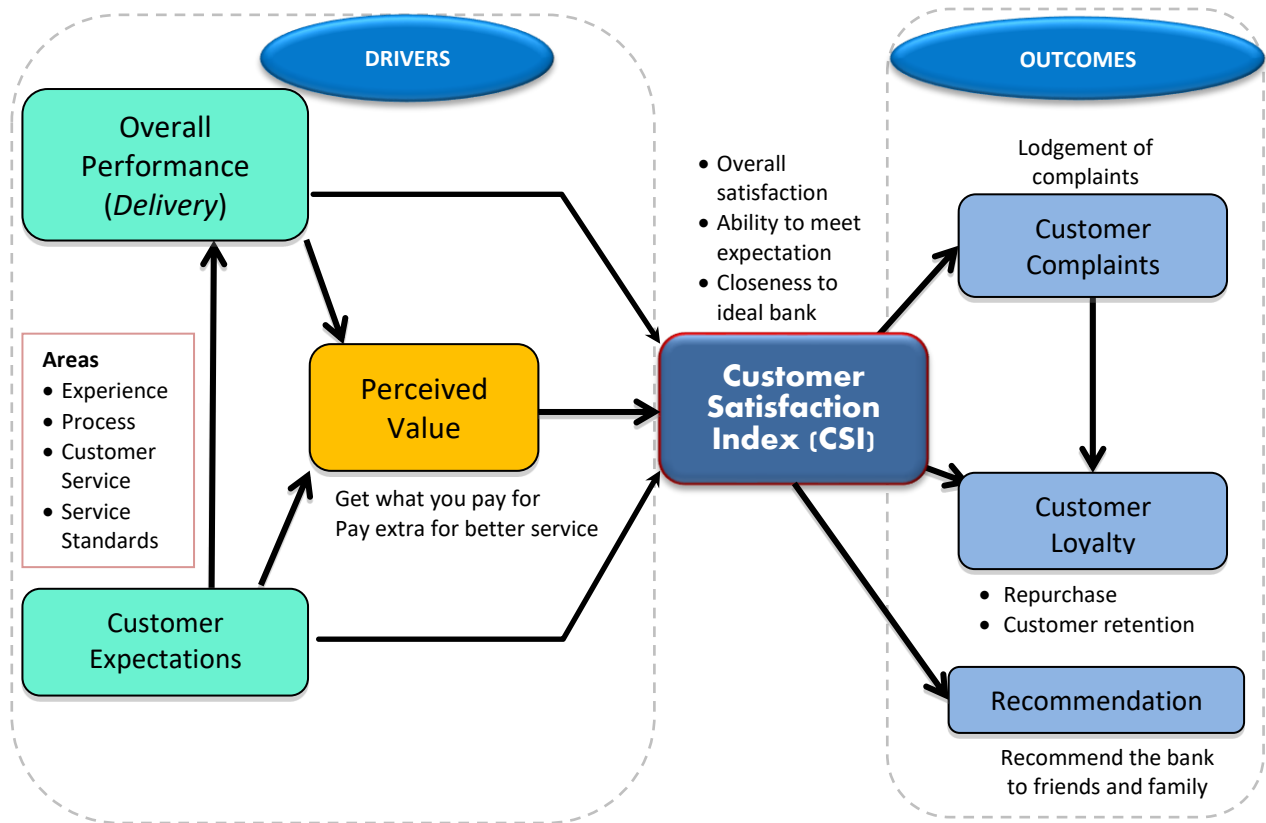 DRIVERS
OUTCOMES
Overall
Performance
(Delivery)
Areas
• Experience
• Process
• Customer
Service
• Service
Standards
Customer
Expectations
Perceived
Value
Get what you pay for
Pay extra for better service
• Overall
satisfaction
• Ability to meet
expectation
• Closeness to
ideal bank
Customer
Satisfaction
Index (CSI)
Lodgement of
complaints
Customer
Complaints
Customer
Loyalty
• Repurchase
• Customer retention
Recommendation
Recommend the bank
to friends and family